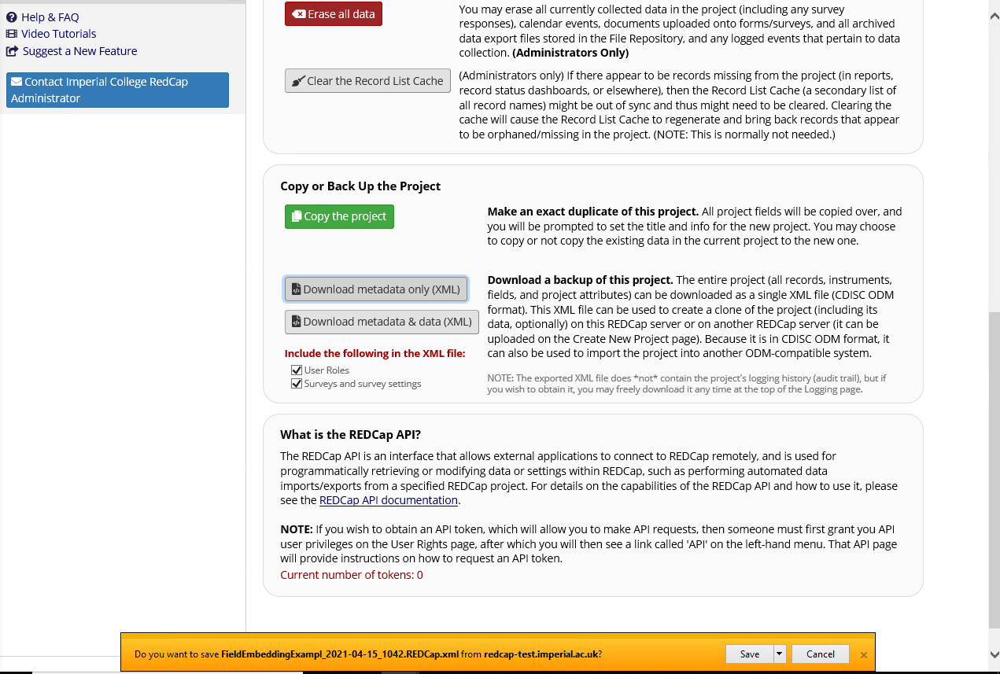 Help & FAQ
Video Tutorials
Suggest a New Feature
Contact Imperial College RedCap
Administrator
Erase all data
You may erase all currently collected data in the project (including any survey
responses), calendar events, documents uploaded onto forms/surveys, and all archived
data export files stored in the File Repository, and any logged events that pertain to data
collection. (Administrators Only)
Clear the Record List Cache
(Administrators only) If there appear to be records missing from the project (in reports,
record status dashboards, or elsewhere), then the Record List Cache (a secondary list of
all record names) might be out of sync and thus might need to be cleared. Clearing the
cache will cause the Record List Cache to regenerate and bring back records that appear
to be orphaned/missing in the project. (NOTE: This is normally not needed.)
Copy or Back Up the Project
Copy the project
Make an exact duplicate of this project. All project fields will be copied over, and
you will be prompted to set the title and info for the new project. You may choose
to copy or not copy the existing data in the current project to the new one.
Download metadata only (XML)
Download metadata & data (XML)
Include the following in the XML file:
User Roles
Surveys and survey settings
Download a backup of this project. The entire project (all records, instruments,
fields, and project attributes) can be downloaded as a single XML file (CDISC ODM
format). This XML file can be used to create a clone of the project (including its
data, optionally) on this REDCap server or on another REDCap server (it can be
uploaded on the Create New Project page). Because it is in CDISC ODM format, it
can also be used to import the project into another ODM-compatible system.
NOTE: The exported XML file does *not* contain the project's logging history (audit trail), but if
you wish to obtain it, you may freely download it any time at the top of the Logging page.
What is the REDCap API?
The REDCap API is an interface that allows external applications to connect to REDCap remotely, and is used for
programmatically retrieving or modifying data or settings within REDCap, such as performing automated data
imports/exports from a specified REDCap project. For details on the capabilities of the REDCap API and how to use it, please
see the REDCap API documentation.
NOTE: If you wish to obtain an API token, which will allow you to make API requests, then someone must first grant you API
user privileges on the User Rights page, after which you will then see a link called 'API' on the left-hand menu. That API page
will provide instructions on how to request an API token.
Current number of tokens: 0
Do you want to save FieldEmbeddingExampl_2021-04-15_1042.REDCap.xml from redcap-test.imperial.ac.uk?
Save
Cancel